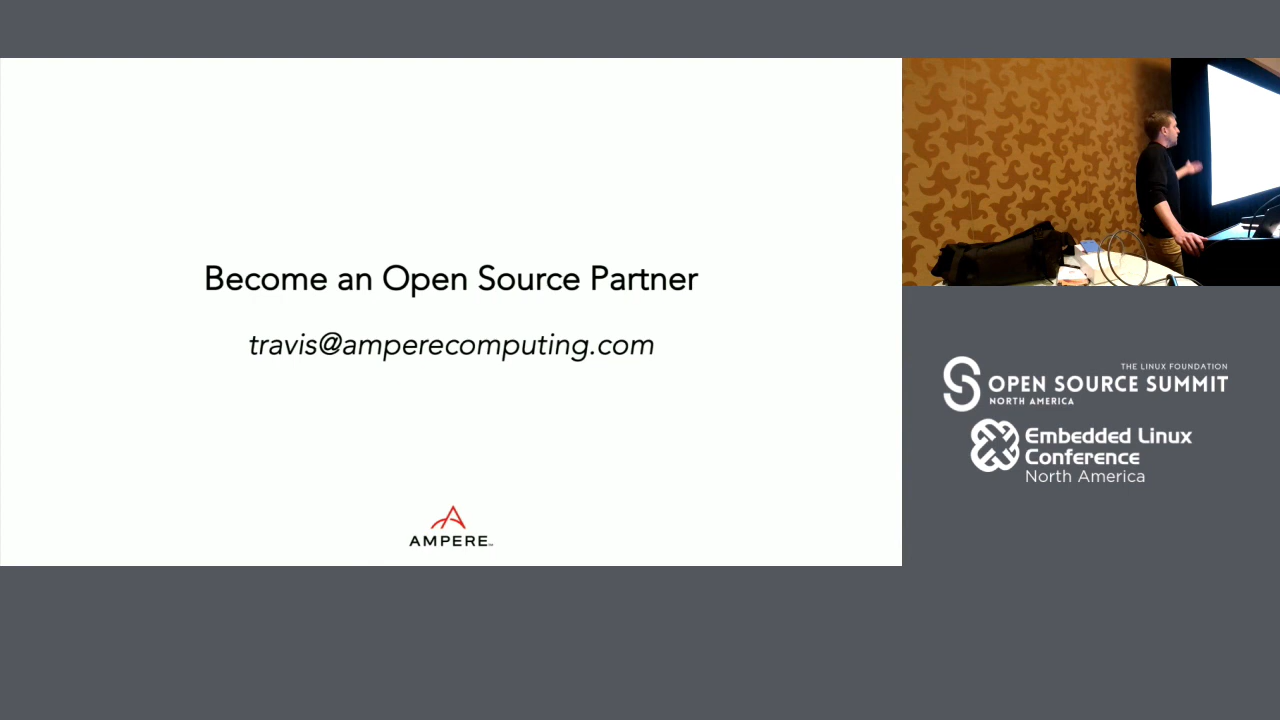 Become an Open Source Partner
travis@amperecomputing.com
AMPERE
THE LINUX FOUNDATION
OPEN SOURCE SUMMIT
NORTH AMERICA
Embedded Linux
Conference
North America